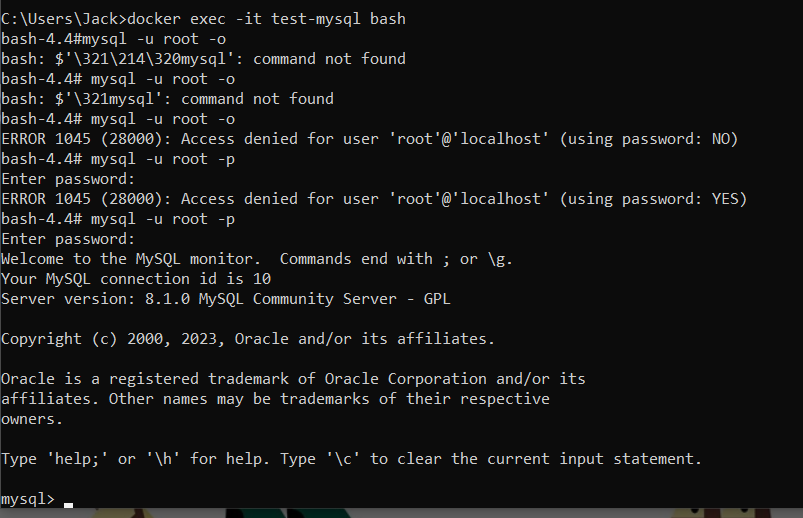 C:\Users\Jack>docker exec -it test-mysql bash
bash-4.4#mysql -u root -o
bash: $'\321\214\320mysql': command not found
bash-4.4# mysql -u root -o
bash: $'\321mysql': command not found
bash-4.4# mysql -u root -o
ERROR 1045 (28000): Access denied for user 'root'@'localhost' (using password: NO)
bash-4.4# mysql -u root -p
Enter password:
ERROR 1045 (28000): Access denied for user 'root'@'localhost' (using password: YES)
bash-4.4# mysql -u root -p
Enter password:
Welcome to the MySQL monitor.  Commands end with ; or \g.
Your MySQL connection id is 10
Server version: 8.1.0 MySQL Community Server - GPL
Copyright (c) 2000, 2023, Oracle and/or its affiliates.
Oracle is a registered trademark of Oracle Corporation and/or its
affiliates. Other names may be trademarks of their respective
owners.
Type 'help;' or '\h' for help. Type '\c' to clear the current input statement.
mysql>